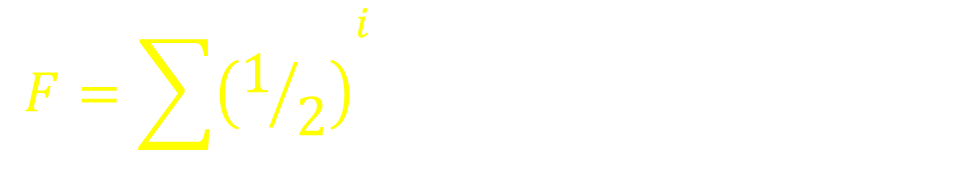 F = ∑(1/2)^i